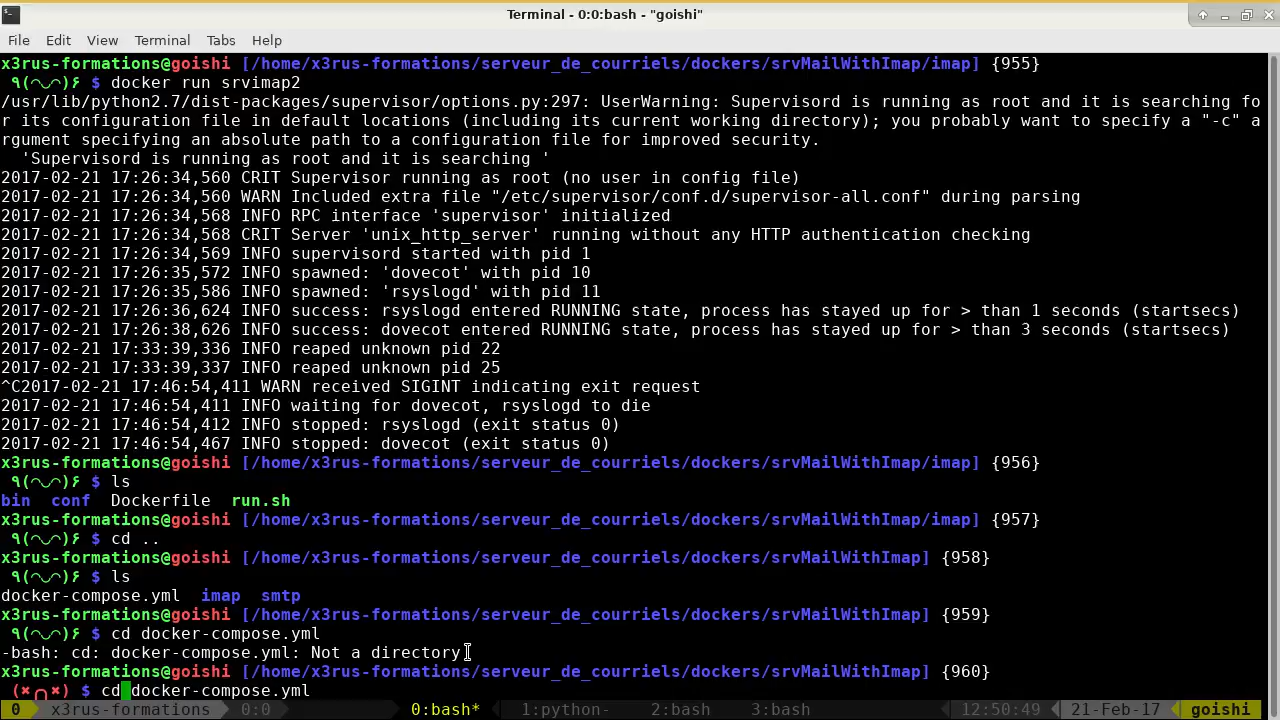 Terminal - 0:0:bash - "goishi"
File Edit View Terminal Tabs Help
x3rus-formations@goishi [/home/x3rus-formations/serveur_de_courriels/dockers/srvMailWithImap/imap] {955}
٩(◠◡◠)۶ $ docker run srvimap2
/usr/lib/python2.7/dist-packages/supervisor/options.py:297: UserWarning: Supervisord is running as root and it is searching fo
r its configuration file in default locations (including its current working directory); you probably want to specify a "-c" a
rgument specifying an absolute path to a configuration file for improved security.
'Supervisord is running as root and it is searching '
2017-02-21 17:26:34,560 CRIT Supervisor running as root (no user in config file)
2017-02-21 17:26:34,560 WARN Included extra file "/etc/supervisor/conf.d/supervisor-all.conf" during parsing
2017-02-21 17:26:34,568 INFO RPC interface 'supervisor' initialized
2017-02-21 17:26:34,568 CRIT Server 'unix_http_server' running without any HTTP authentication checking
2017-02-21 17:26:34,569 INFO supervisord started with pid 1
2017-02-21 17:26:35,572 INFO spawned: 'dovecot' with pid 10
2017-02-21 17:26:35,586 INFO spawned: 'rsyslogd' with pid 11
2017-02-21 17:26:36,624 INFO success: rsyslogd entered RUNNING state, process has stayed up for > than 1 seconds (startsecs)
2017-02-21 17:26:38,626 INFO success: dovecot entered RUNNING state, process has stayed up for > than 3 seconds (startsecs)
2017-02-21 17:33:39,336 INFO reaped unknown pid 22
2017-02-21 17:33:39,337 INFO reaped unknown pid 25
^C2017-02-21 17:46:54,411 WARN received SIGINT indicating exit request
2017-02-21 17:46:54,411 INFO waiting for dovecot, rsyslogd to die
2017-02-21 17:46:54,412 INFO stopped: rsyslogd (exit status 0)
2017-02-21 17:46:54,467 INFO stopped: dovecot (exit status 0)
x3rus-formations@goishi [/home/x3rus-formations/serveur_de_courriels/dockers/srvMailWithImap/imap] {956}
٩(◠◡◠)۶ $ ls
bin conf Dockerfile run.sh
x3rus-formations@goishi [/home/x3rus-formations/serveur_de_courriels/dockers/srvMailWithImap/imap] {957}
٩(◠◡◠)۶ $ cd ..
x3rus-formations@goishi [/home/x3rus-formations/serveur_de_courriels/dockers/srvMailWithImap] {958}
٩(◠◡◠)۶ $ ls
docker-compose.yml imap smtp
x3rus-formations@goishi [/home/x3rus-formations/serveur_de_courriels/dockers/srvMailWithImap] {959}
٩(◠◡◠)۶ $ cd docker-compose.yml
-bash: cd: docker-compose.yml: Not a directory
x3rus-formations@goishi [/home/x3rus-formations/serveur_de_courriels/dockers/srvMailWithImap] {960}
(✖╭╮✖) $ cd docker-compose.yml
0 x3rus-formations 0:0 0:bash* 1:python- 2:bash 3:bash 12:50:49 21-Feb-17 goishi